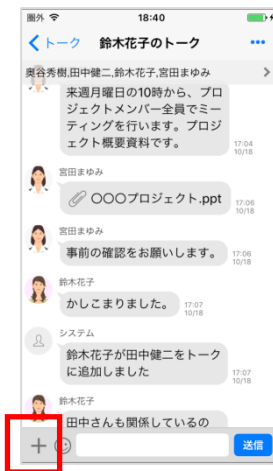 圏外 18:40
トーク 鈴木花子のトーク
奥谷秀樹,田中健二,鈴木花子,宮田まゆみ
来週月曜日の10時から、プロ
ジェクトメンバー全員でミー
ティングを行います。プロジ
ェクト概要資料です。
17:04
10/18
宮田まゆみ
〇〇〇プロジェクト.ppt
17:06
10/18
宮田まゆみ
事前の確認をお願いします。
17:06
10/18
鈴木花子
かしこまりました。
17:07
10/18
システム
鈴木花子が田中健二をトーク
に追加しました
17:07
10/18
鈴木花子
田中さんも関係しているの
送信